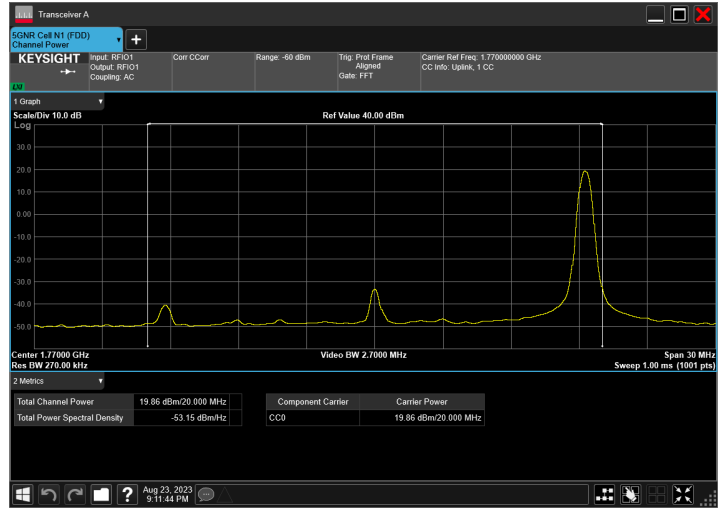 Transceiver A
5GNR Cell N1 (FDD)
Channel Power
KEYSIGHT
Input: RFIO1
Output: RFIO1
Coupling: AC
Corr CCorr
Range: -60 dBm
Trig: Prot Frame
Aligned
Gate: FFT
Carrier Ref Freq: 1.770000000 GHz
CC Info: Uplink, 1 CC
LXI
1 Graph
Scale/Div 10.0 dB
Ref Value 40.00 dBm
Log
30.0
20.0
10.0
0.00
-10.0
-20.0
-30.0
-40.0
-50.0
Center 1.77000 GHz
Video BW 2.7000 MHz
Span 30 MHz
Res BW 270.00 kHz
Sweep 1.00 ms (1001 pts)
2 Metrics
Total Channel Power 19.86 dBm/20.000 MHz
Total Power Spectral Density -53.15 dBm/Hz
Component Carrier Carrier Power
CC0 19.86 dBm/20.000 MHz
?
Aug 23, 2023
9:11:44 PM